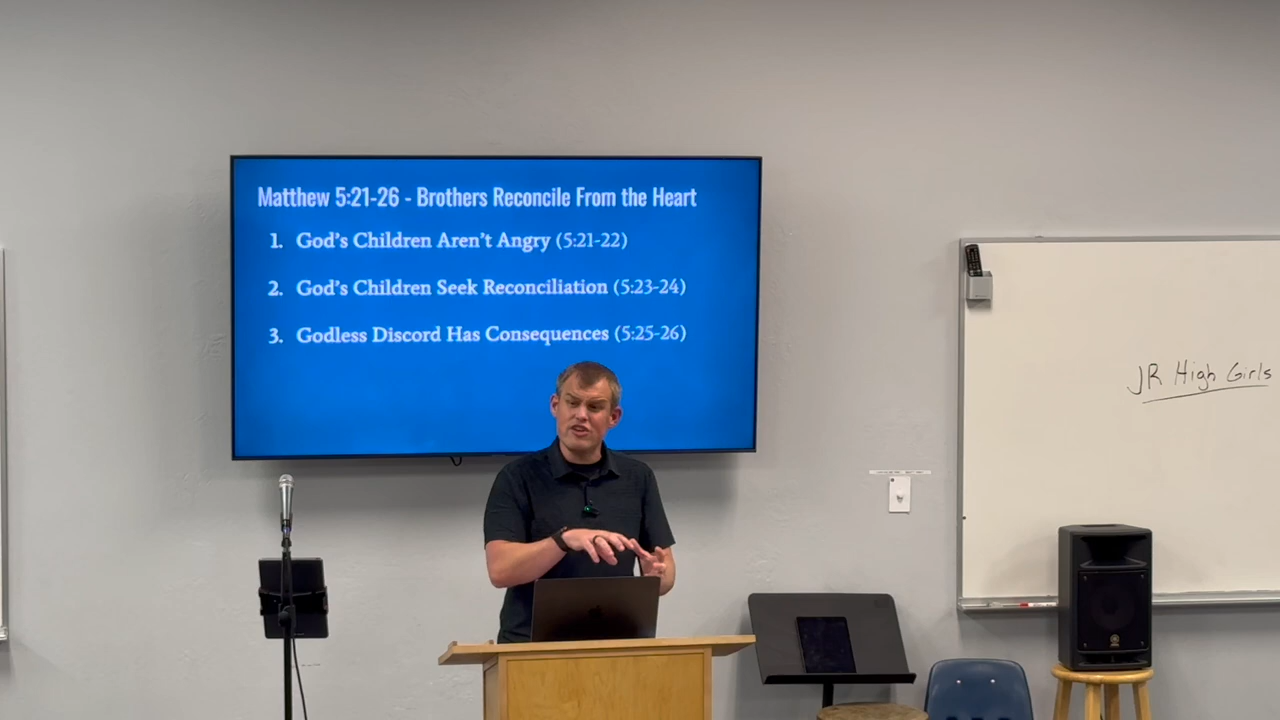 Matthew 5:21-26 - Brothers Reconcile From the Heart
1. God's Children Aren't Angry (5:21-22)
2. God's Children Seek Reconciliation (5:23-24)
3. Godless Discord Has Consequences (5:25-26)
JR High Girls